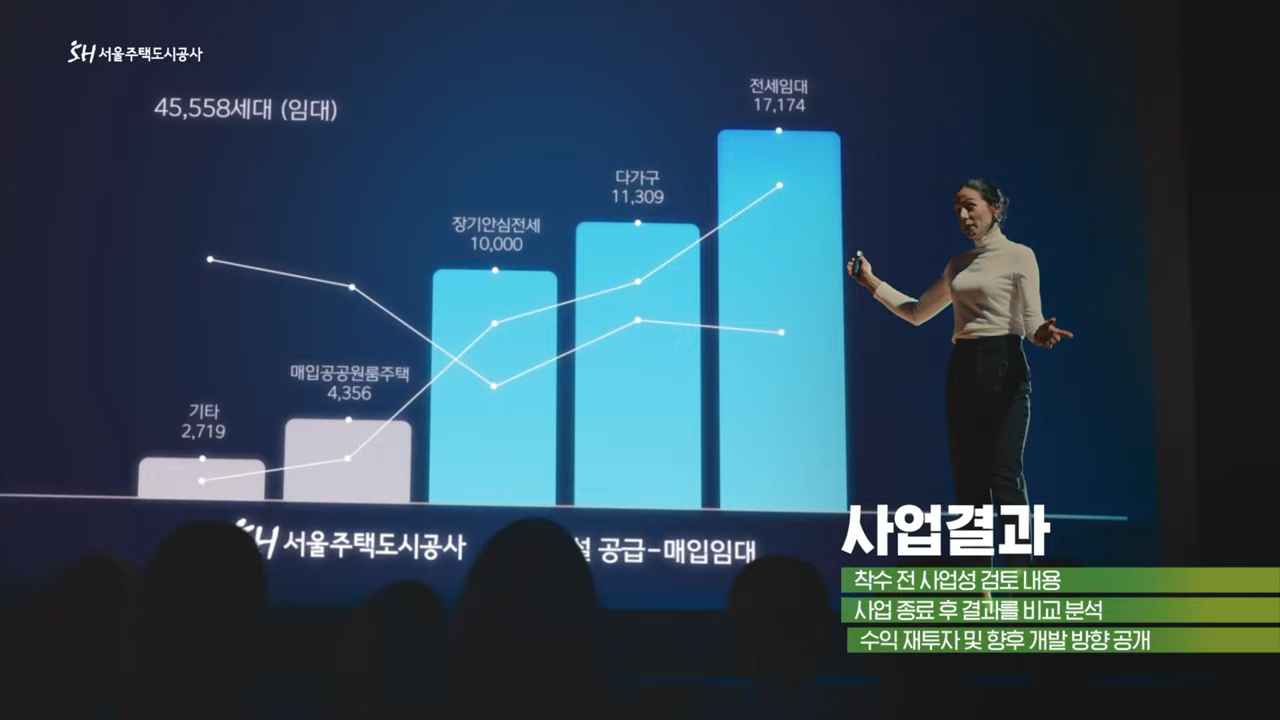 SH 서울주택도시공사
45,558세대 (임대)
전세임대
17,174
다가구
11,309
장기안심전세
10,000
매입공공원룸주택
4,356
기타
2,719
SH 서울주택도시공사
공급-매입임대
사업결과
착수 전 사업성 검토 내용
사업 종료 후 결과를 비교 분석
수익 재투자 및 향후 개발 방향 공개